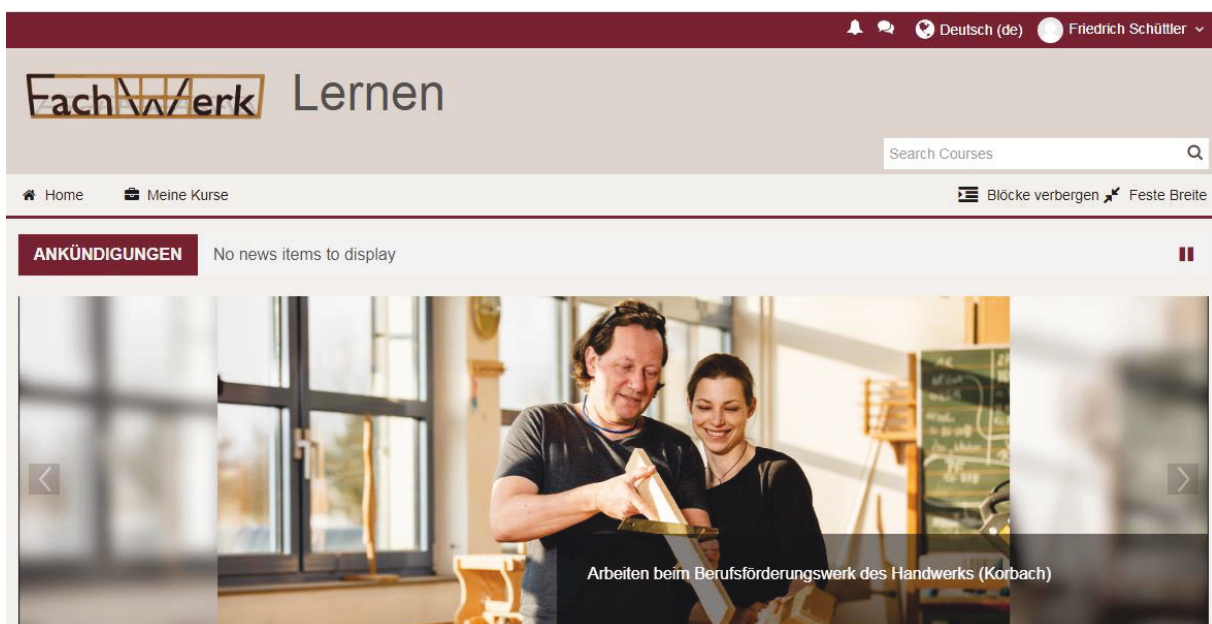 Deutsch (de) Friedrich Schüttler
FachWerk Lernen
Search Courses
Home Meine Kurse Blöcke verbergen Feste Breite
ANKÜNDIGUNGEN No news items to display
Arbeiten beim Berufsförderungswerk des Handwerks (Korbach)